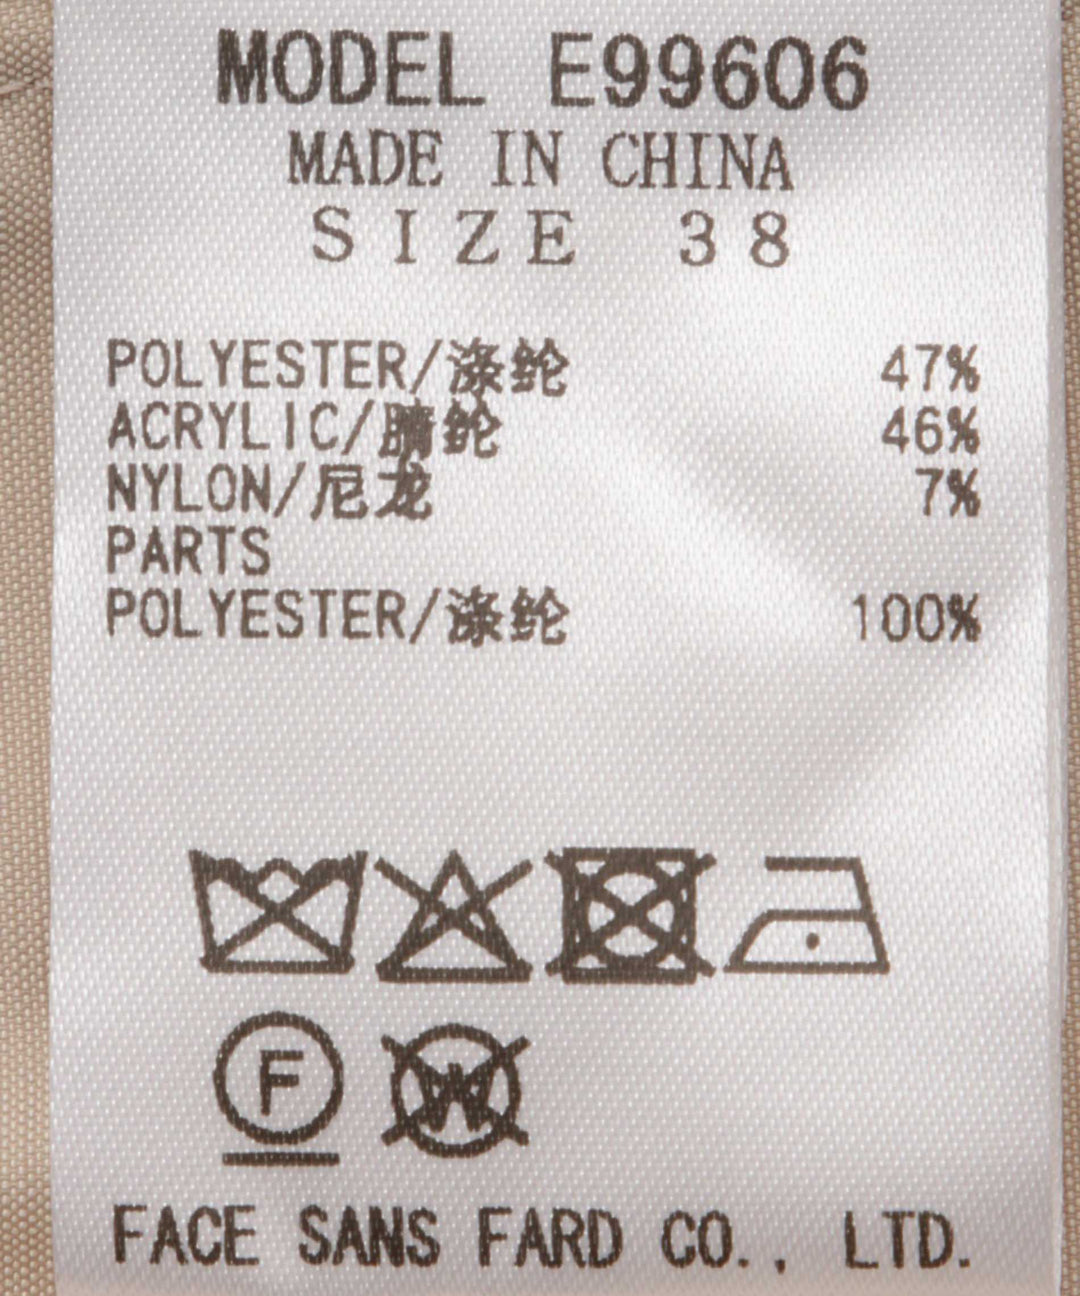 MODEL E99606
MADE IN CHINA
SIZE 38
POLYESTER/涤纶 47%
ACRYLIC/腈纶 46%
NYLON/尼龙 7%
PARTS
POLYESTER/涤纶 100%
F W
FACE SANS FARD CO., LTD.